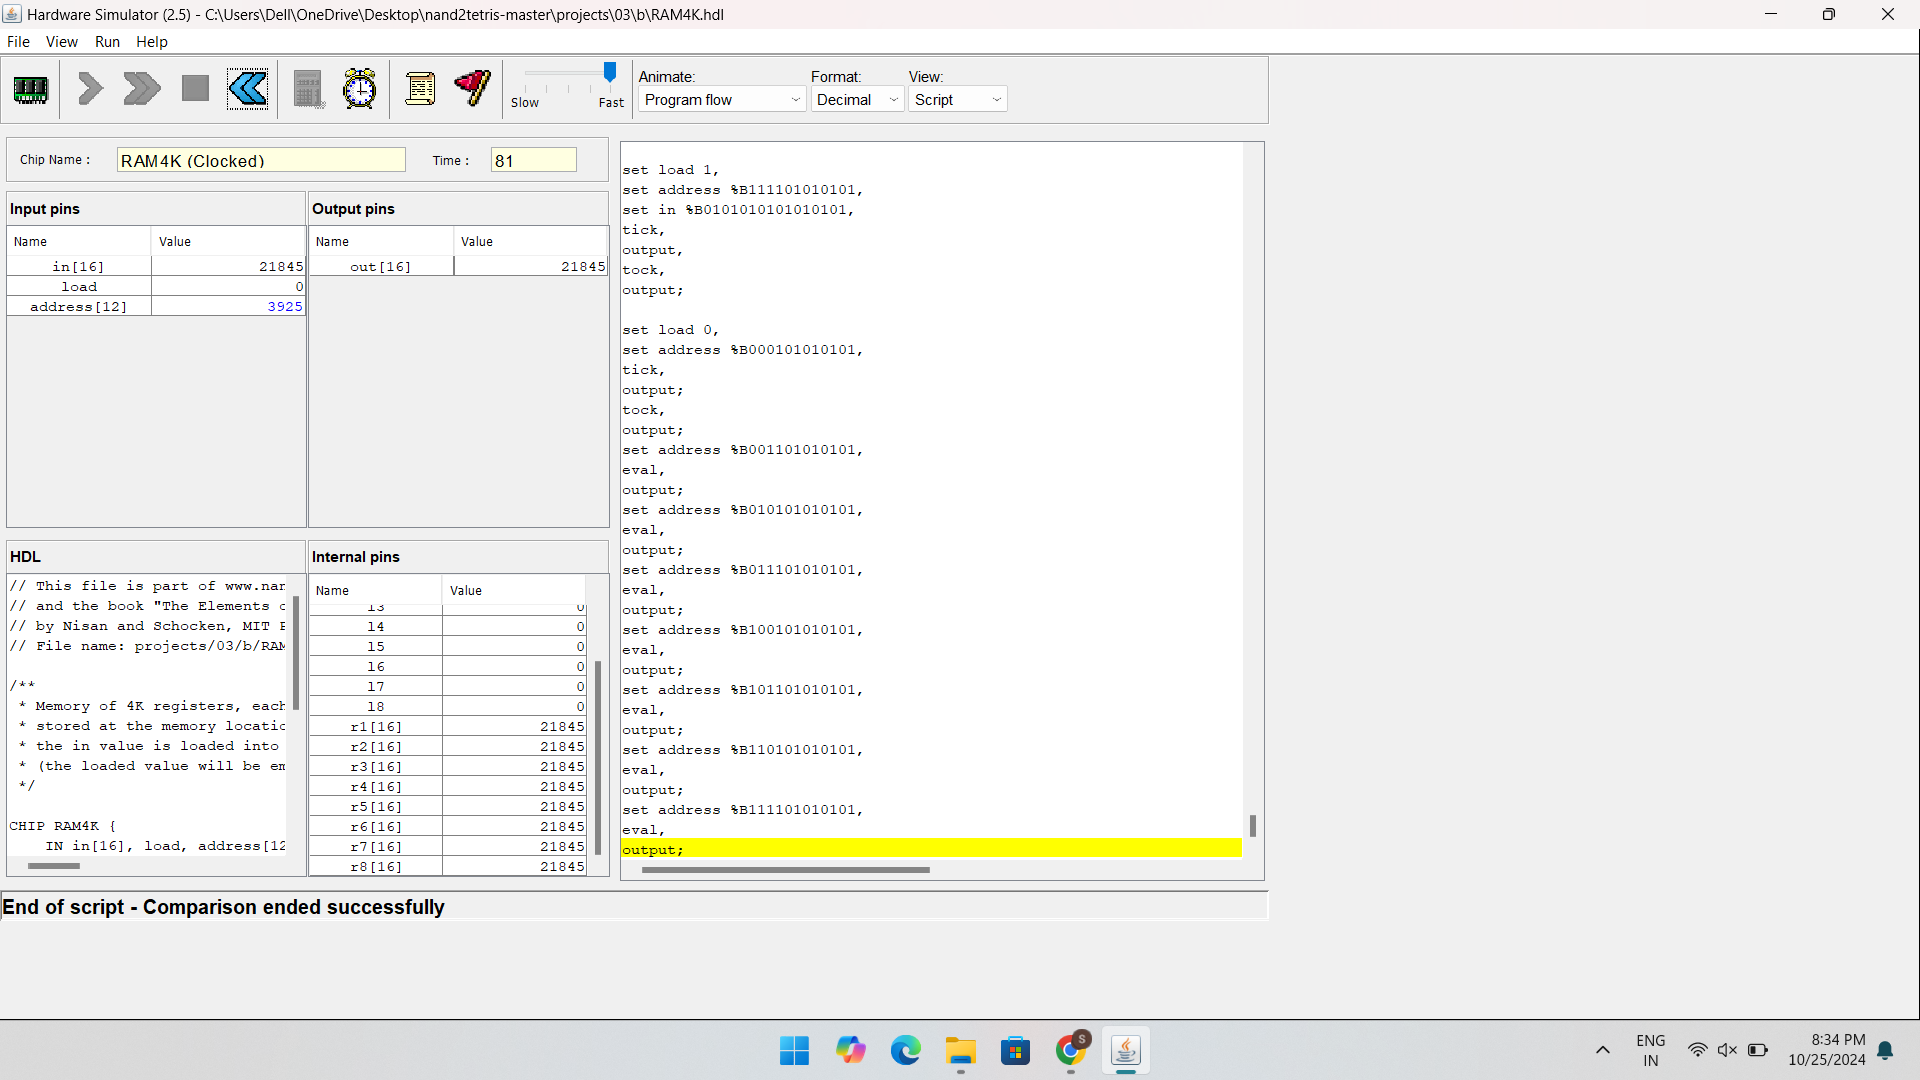 Hardware Simulator (2.5) - C:\Users\Dell\OneDrive\Desktop\nand2tetris-master\projects\03\b\RAM4K.hdl
File View Run Help
Slow Fast
Animate: Format: View:
Program flow Decimal Script
Chip Name : RAM4K (Clocked) Time : 81
Input pins
Name Value
in[16] 21845
load 0
address[12] 3925
Output pins
Name Value
out[16] 21845
HDL
// This file is part of www.nan
// and the book "The Elements o
// by Nisan and Schocken, MIT P
// File name: projects/03/b/RAM
/**
* Memory of 4K registers, each
* stored at the memory locatio
* the in value is loaded into
* (the loaded value will be em
*/
CHIP RAM4K {
IN in[16], load, address[12
Internal pins
Name Value
l3 0
l4 0
l5 0
l6 0
l7 0
l8 0
r1[16] 21845
r2[16] 21845
r3[16] 21845
r4[16] 21845
r5[16] 21845
r6[16] 21845
r7[16] 21845
r8[16] 21845
set load 1,
set address %B111101010101,
set in %B0101010101010101,
tick,
output,
tock,
output;
set load 0,
set address %B000101010101,
tick,
output;
tock,
output;
set address %B001101010101,
eval,
output;
set address %B010101010101,
eval,
output;
set address %B011101010101,
eval,
output;
set address %B100101010101,
eval,
output;
set address %B101101010101,
eval,
output;
set address %B110101010101,
eval,
output;
set address %B111101010101,
eval,
output;
End of script - Comparison ended successfully
S
ENG
IN
8:34 PM
10/25/2024